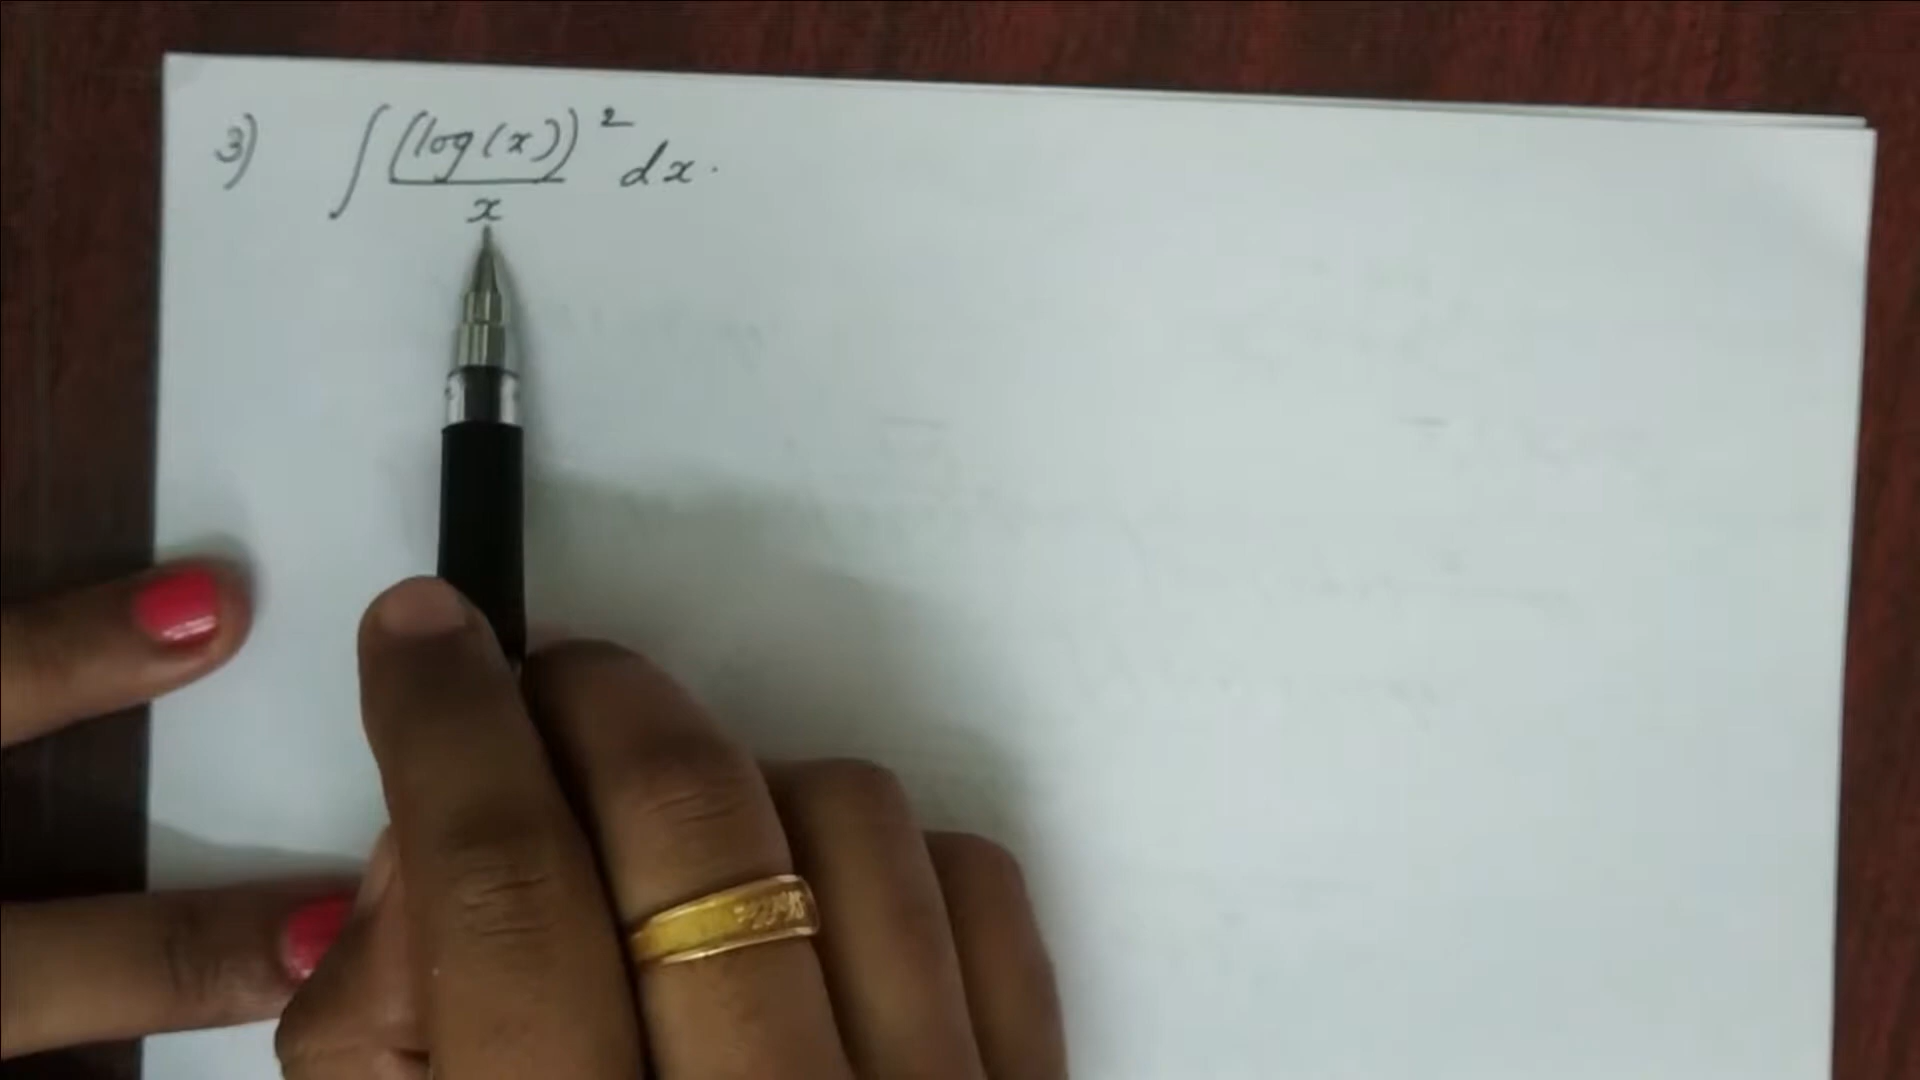 3) ∫ (log(x))² / x dx.